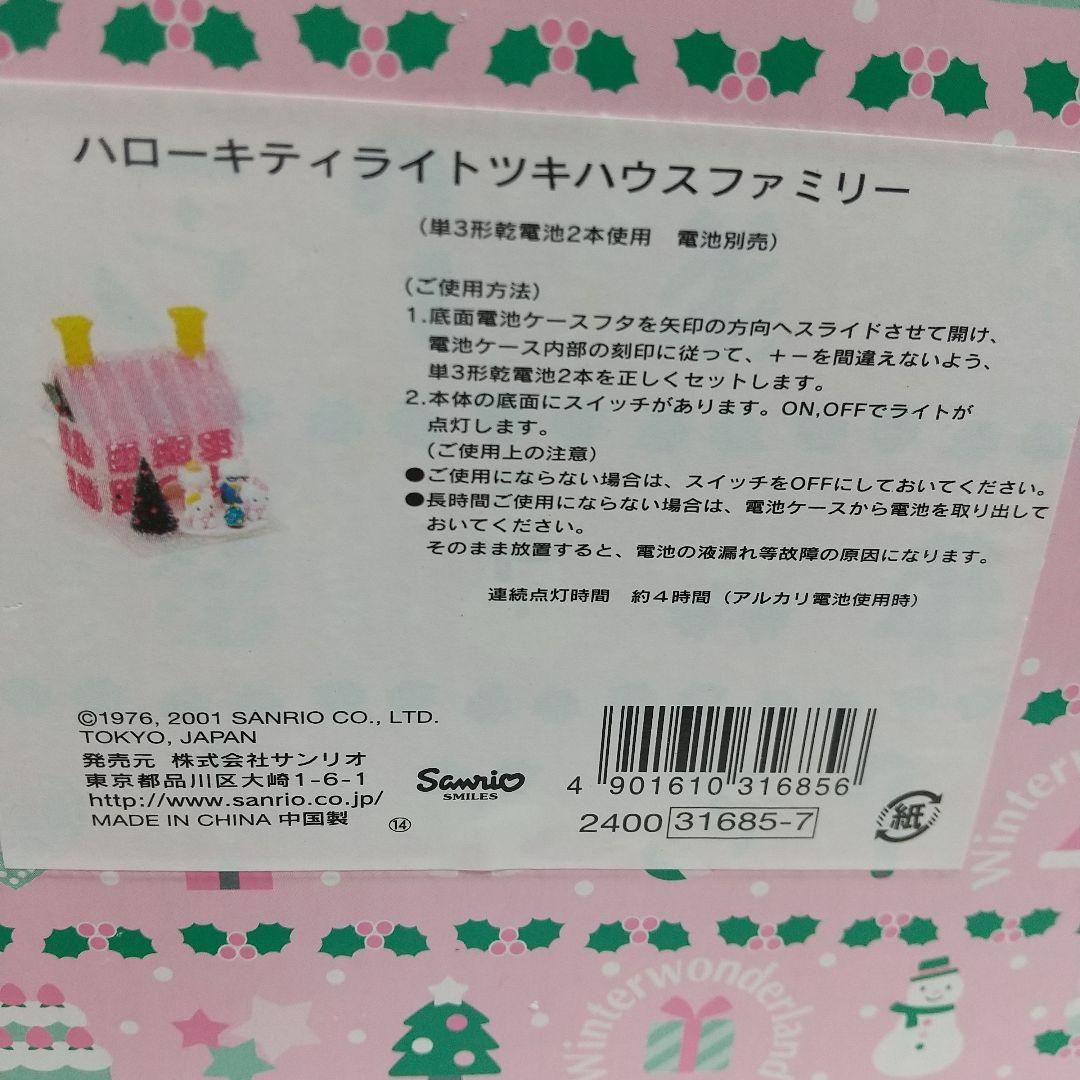 ハローキティライトツキハウスファミリー
（単3形乾電池2本使用　電池別売）
（ご使用方法）
1.底面電池ケースフタを矢印の方向へスライドさせて開け、
電池ケース内部の刻印に従って、＋－を間違えないよう、
単3形乾電池2本を正しくセットします。
2.本体の底面にスイッチがあります。ON,OFFでライトが
点灯します。
（ご使用上の注意）
●ご使用にならない場合は、スイッチをOFFにしておいてください。
●長時間ご使用にならない場合は、電池ケースから電池を取り出して
おいてください。
そのまま放置すると、電池の液漏れ等故障の原因になります。
連続点灯時間　約４時間（アルカリ電池使用時）
©1976, 2001 SANRIO CO., LTD.
TOKYO, JAPAN
発売元 株式会社サンリオ
東京都品川区大崎1-6-1
http://www.sanrio.co.jp/
MADE IN CHINA 中国製 ⑭
Sanrio
SMILES
4 901610 316856
2400 31685-7
紙
Winter
Winterwonderland